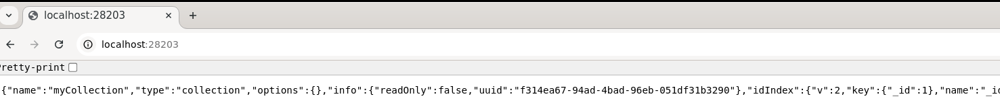 localhost:28203
localhost:28203
Pretty-print
{"name":"myCollection","type":"collection","options":{},"info":{"readOnly":false,"uuid":"f314ea67-94ad-4bad-96eb-051df31b3290"},"idIndex":{"v":2,"key":{"_id":1},"name":"_id